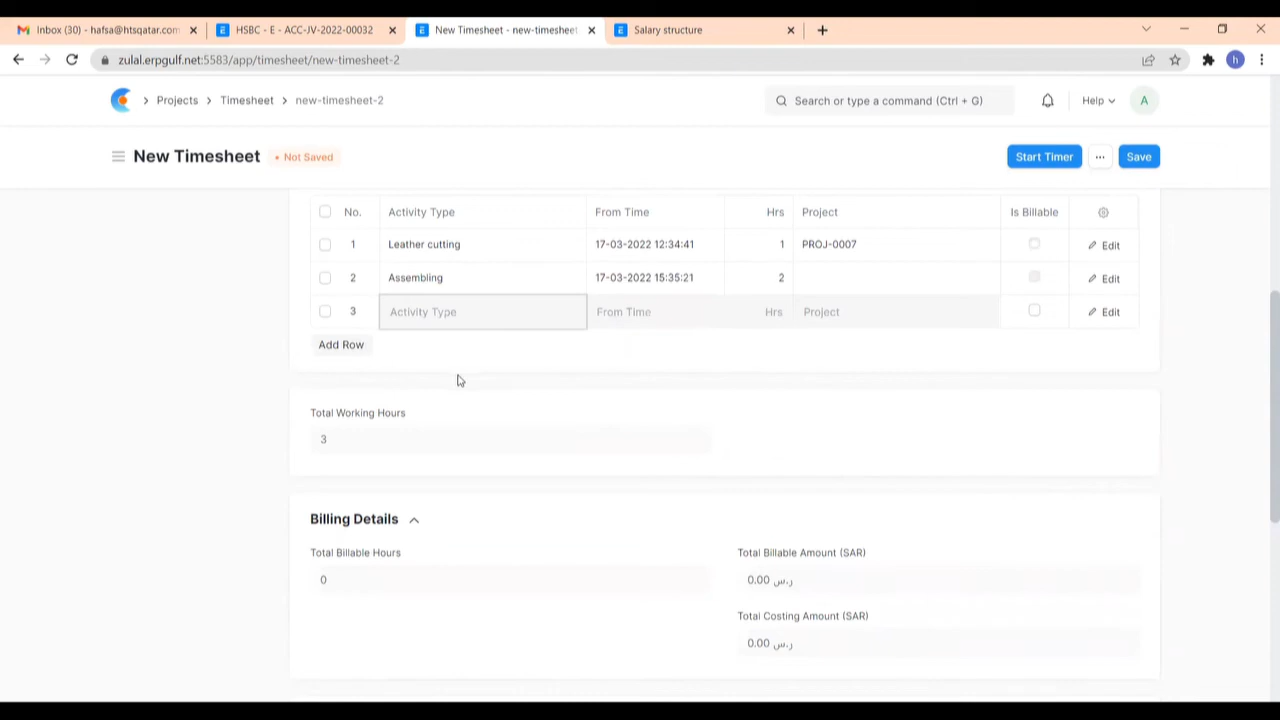 Inbox (30) - hafsa@htsqatar.com
HSBC - E - ACC-JV-2022-00032
New Timesheet - new-timesheet
Salary structure
zulal.erpgulf.net:5583/app/timesheet/new-timesheet-2
h
Projects
Timesheet
new-timesheet-2
Search or type a command (Ctrl + G)
Help
A
New Timesheet
• Not Saved
Start Timer
...
Save
No. Activity Type From Time Hrs Project Is Billable
1 Leather cutting 17-03-2022 12:34:41 1 PROJ-0007 Edit
2 Assembling 17-03-2022 15:35:21 2 Edit
3 Activity Type From Time Hrs Project Edit
Add Row
Total Working Hours
3
Billing Details
Total Billable Hours
0
Total Billable Amount (SAR)
0.00 ر.س
Total Costing Amount (SAR)
0.00 ر.س